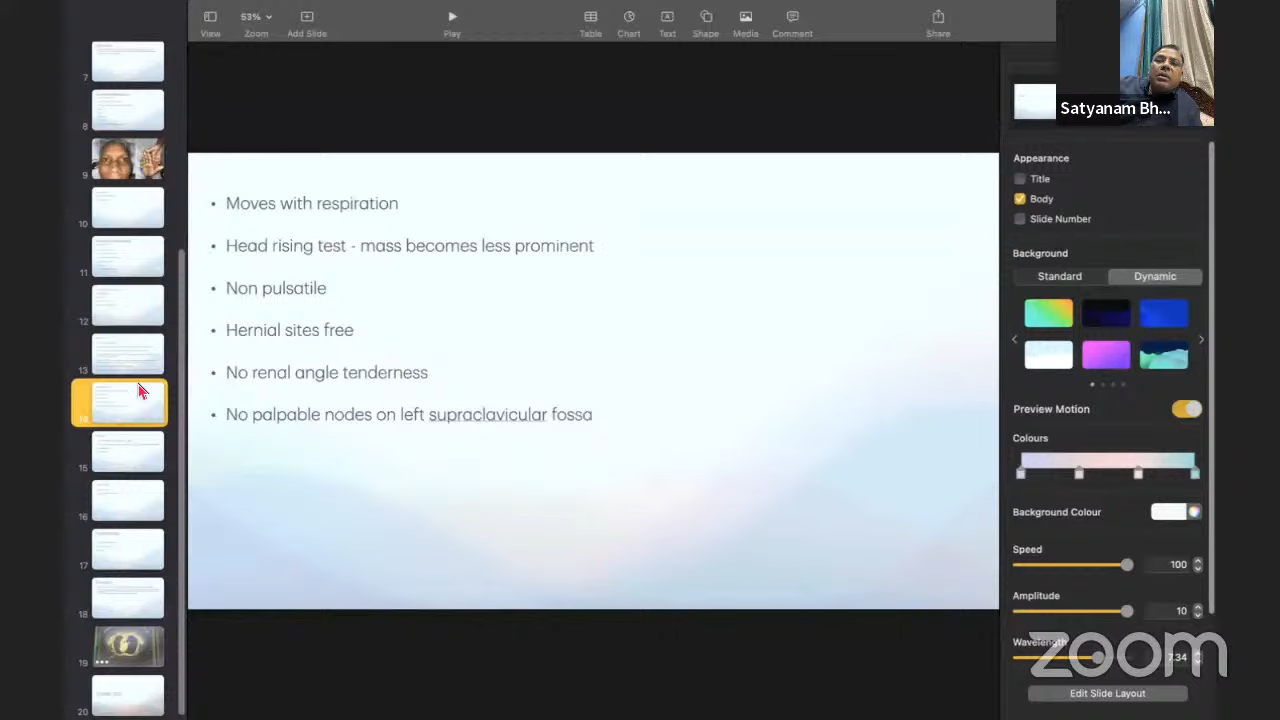 53%
View
Zoom
Add Slide
Play
Table
Chart
Text
Shape
Media
Comment
Share
Satyanam Bh...
7
8
9
10
11
12
13
15
16
17
18
19
20
• Moves with respiration
• Head rising test - mass becomes less prominent
• Non pulsatile
• Hernial sites free
• No renal angle tenderness
• No palpable nodes on left supraclavicular fossa
Appearance
Title
Body
Slide Number
Background
Standard
Dynamic
Preview Motion
Colours
Background Colour
Speed
100
Amplitude
10
Wavelength
7.34
Edit Slide Layout
zoom